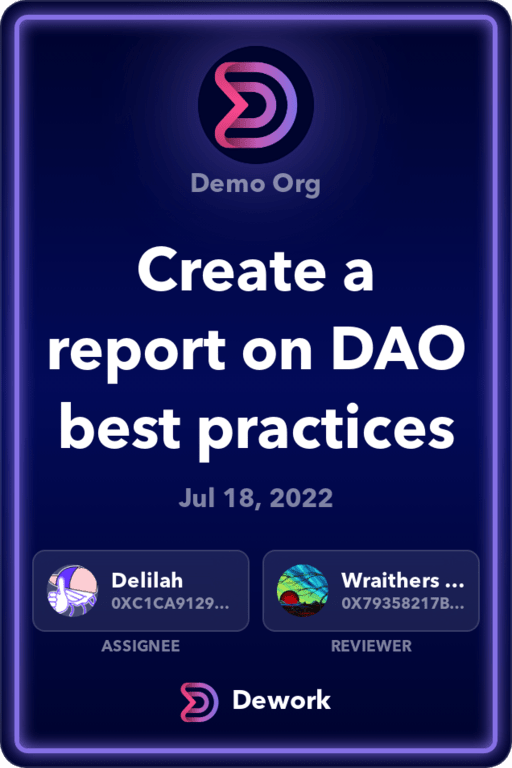 Demo Org
Create a
report on DAO
best practices
Jul 18, 2022
Delilah
0XC1CA9129...
ASSIGNEE
Wraithers ...
0X79358217B...
REVIEWER
Dework